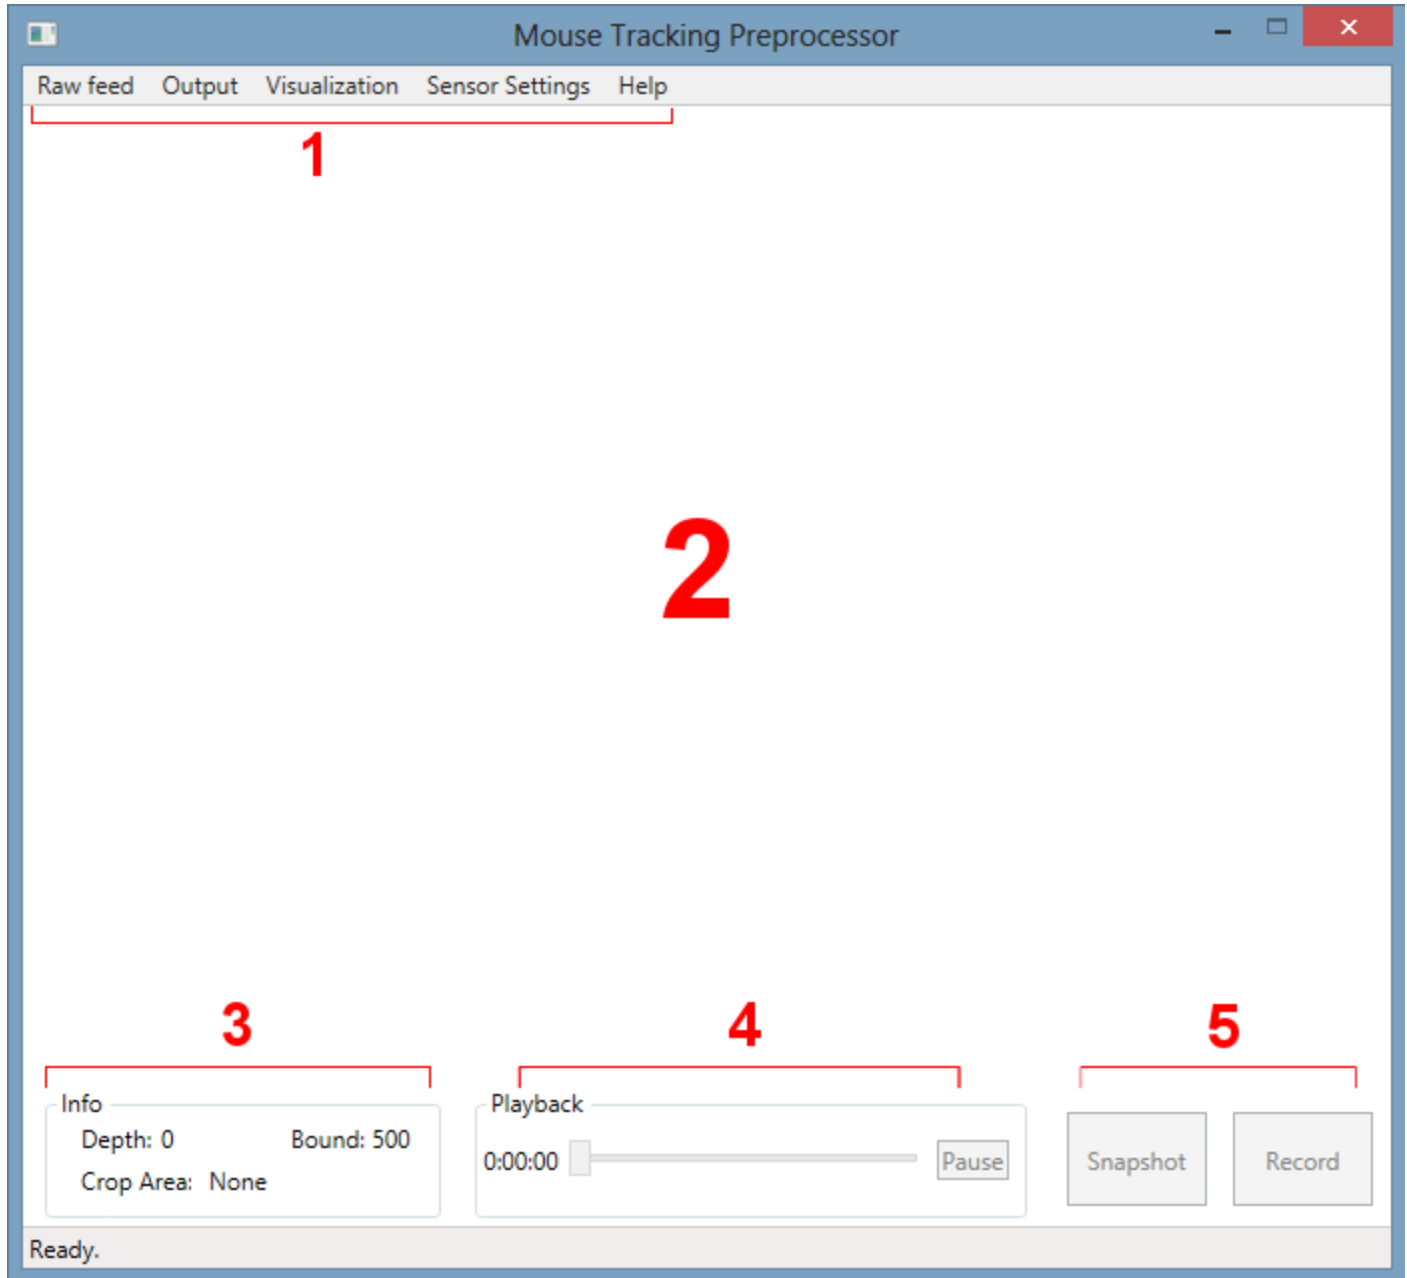 Mouse Tracking Preprocessor
Raw feed Output Visualization Sensor Settings Help
1
2
3 4 5
Info Playback
Depth: 0 Bound: 500
0:00:00 Pause Snapshot Record
Crop Area: None
Ready.